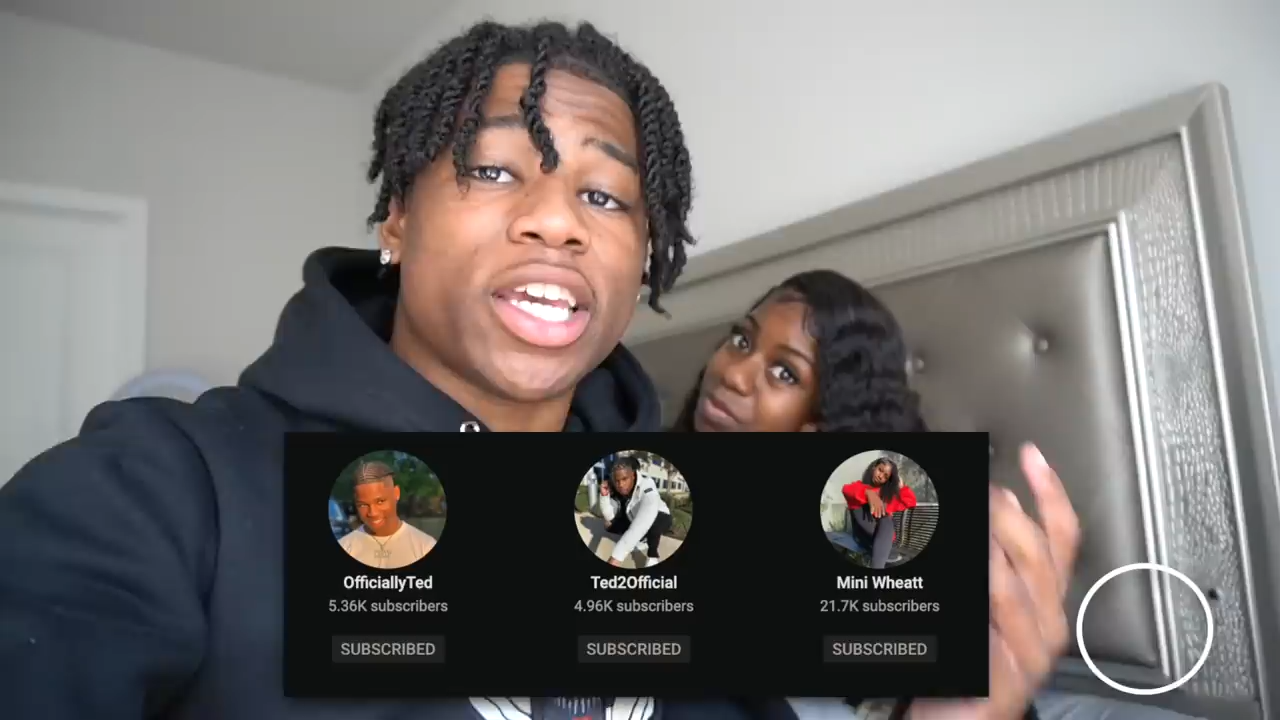 OfficiallyTed
5.36K subscribers
SUBSCRIBED
Ted2Official
4.96K subscribers
SUBSCRIBED
Mini Wheatt
21.7K subscribers
SUBSCRIBED